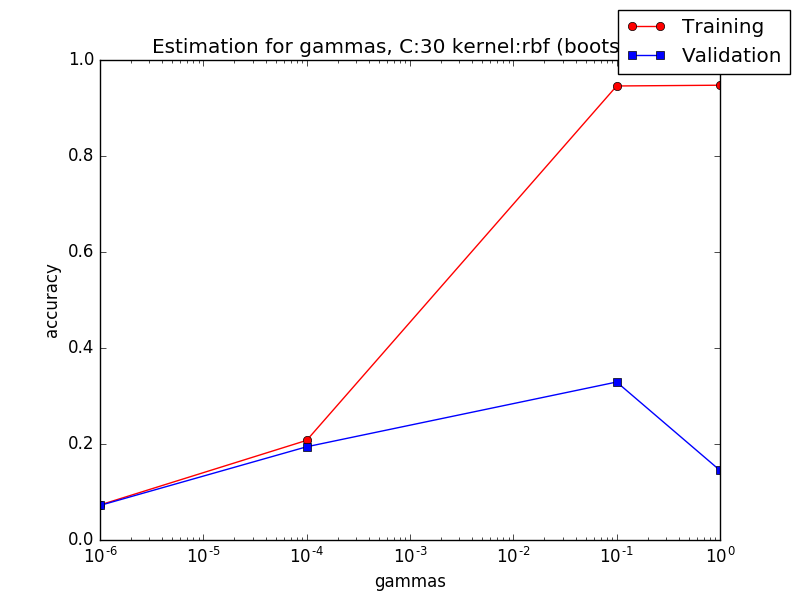 Training
Validation
Estimation for gammas, C:30 kernel:rbf
1.0
0.8
0.6
0.4
0.2
0.0
accuracy
10^-6 10^-5 10^-4 10^-3 10^-2 10^-1 10^0
gammas